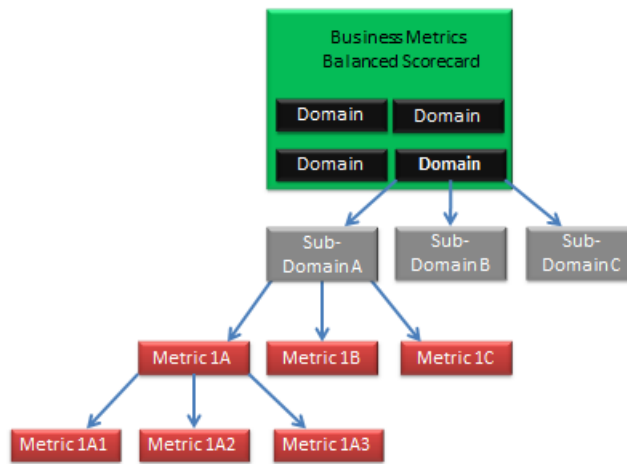 Business Metrics
Balanced Scorecard
Domain
Domain
Domain
Domain
Sub-
Domain A
Sub-
Domain B
Sub-
Domain C
Metric 1A
Metric 1B
Metric 1C
Metric 1A1
Metric 1A2
Metric 1A3